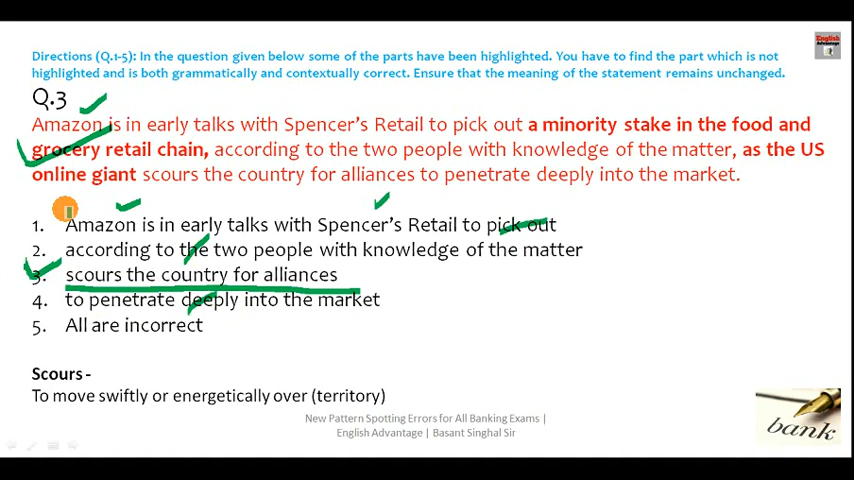 English
Advantage
Directions (Q.1-5): In the question given below some of the parts have been highlighted. You have to find the part which is not
highlighted and is both grammatically and contextually correct. Ensure that the meaning of the statement remains unchanged.
Q.3
Amazon is in early talks with Spencer's Retail to pick out a minority stake in the food and
grocery retail chain, according to the two people with knowledge of the matter, as the US
online giant scours the country for alliances to penetrate deeply into the market.
1. Amazon is in early talks with Spencer's Retail to pick out
2. according to the two people with knowledge of the matter
3. scours the country for alliances
4. to penetrate deeply into the market
5. All are incorrect
Scours -
To move swiftly or energetically over (territory)
New Pattern Spotting Errors for All Banking Exams |
English Advantage | Basant Singhal Sir
bank